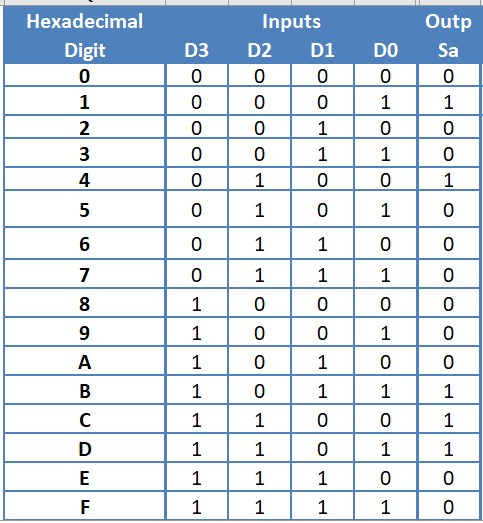 Hexadecimal Inputs Outp
Digit D3 D2 D1 D0 Sa
0 0 0 0 0 0
1 0 0 0 1 1
2 0 0 1 0 0
3 0 0 1 1 0
4 0 1 0 0 1
5 0 1 0 1 0
6 0 1 1 0 0
7 0 1 1 1 0
8 1 0 0 0 0
9 1 0 0 1 0
A 1 0 1 0 0
B 1 0 1 1 1
C 1 1 0 0 1
D 1 1 0 1 1
E 1 1 1 0 0
F 1 1 1 1 0